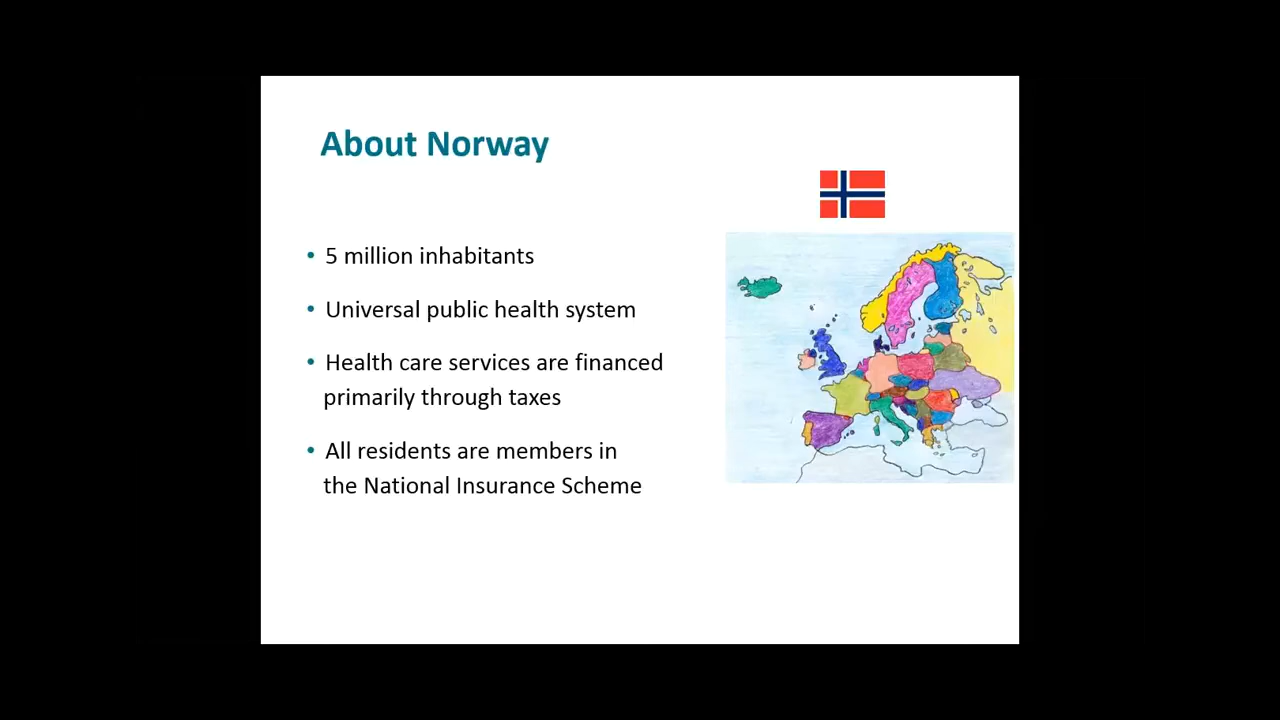 About Norway
• 5 million inhabitants
• Universal public health system
• Health care services are financed
primarily through taxes
• All residents are members in
the National Insurance Scheme